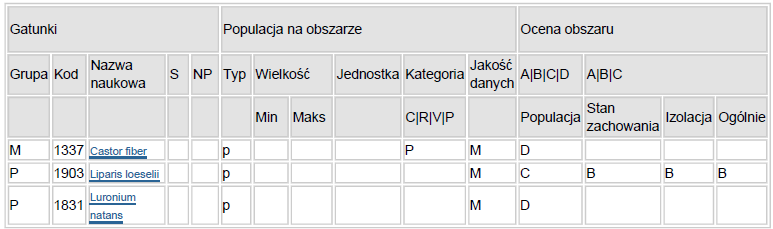 Gatunki Populacja na obszarze Ocena obszaru
Grupa Kod Nazwa naukowa S NP Typ Wielkość Jednostka Kategoria Jakość danych A|B|C|D A|B|C
Min Maks C|R|V|P Populacja Stan zachowania Izolacja Ogólnie
M 1337 Castor fiber p P M D
P 1903 Liparis loeselii p M C B B B
P 1831 Luronium natans p M D